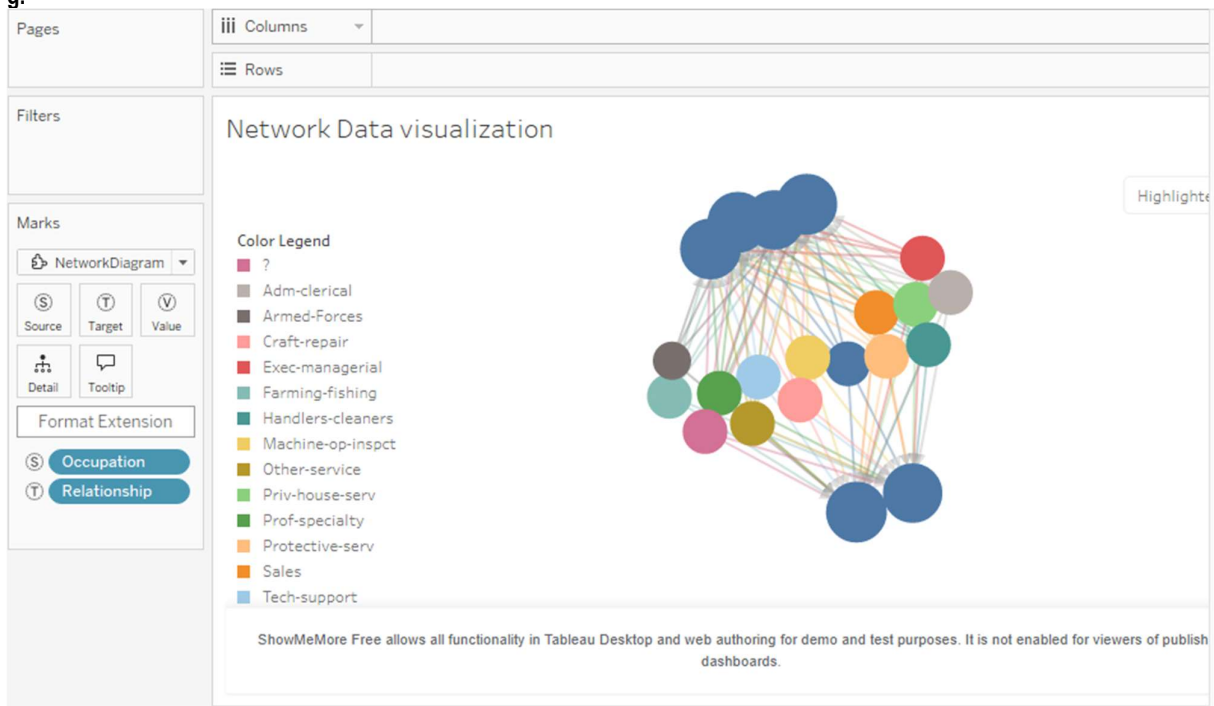 g.
Pages
Columns
Rows
Filters
Network Data visualization
Marks
NetworkDiagram
S
T
V
Source
Target
Value
Detail
Tooltip
Format Extension
S
Occupation
T
Relationship
Color Legend
?
Adm-clerical
Armed-Forces
Craft-repair
Exec-managerial
Farming-fishing
Handlers-cleaners
Machine-op-inspct
Other-service
Priv-house-serv
Prof-specialty
Protective-serv
Sales
Tech-support
Highlighte
ShowMeMore Free allows all functionality in Tableau Desktop and web authoring for demo and test purposes. It is not enabled for viewers of publish
dashboards.